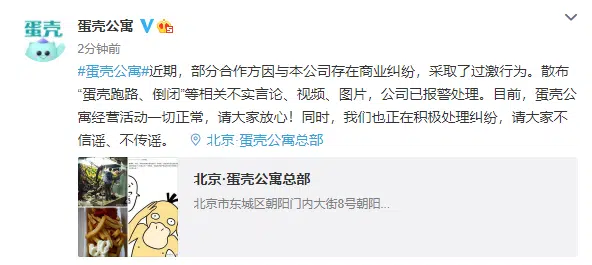 蛋壳
蛋壳公寓
2分钟前
#蛋壳公寓#近期，部分合作方因与本公司存在商业纠纷，采取了过激行为。散布
“蛋壳跑路、倒闭”等相关不实言论、视频、图片，公司已报警处理。目前，蛋壳公
寓经营活动一切正常，请大家放心！同时，我们也正在积极处理纠纷，请大家不
信谣、不传谣。 北京·蛋壳公寓总部
北京·蛋壳公寓总部
北京市东城区朝阳门内大街8号朝阳...